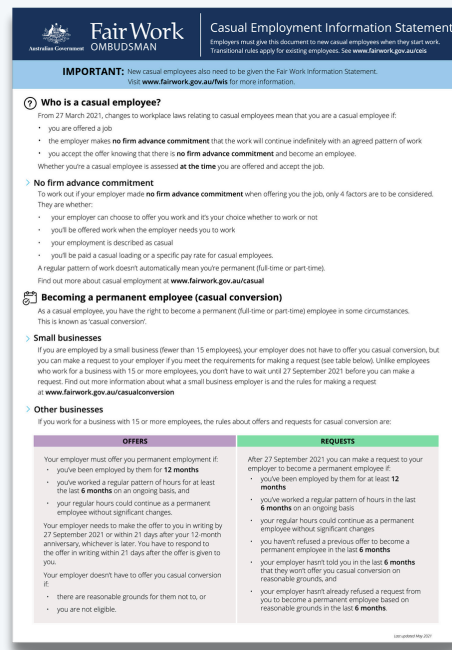 Australian Government
Fair Work
OMBUDSMAN
Casual Employment Information Statement
Employers must give this document to new casual employees when they start work.
Transitional rules apply for existing employees. See www.fairwork.gov.au/ceis
IMPORTANT: New casual employees also need to be given the Fair Work Information Statement.
Visit www.fairwork.gov.au/fwis for more information.
? Who is a casual employee?
From 27 March 2021, changes to workplace laws relating to casual employees mean that you are a casual employee if:
• you are offered a job
• the employer makes no firm advance commitment that the work will continue indefinitely with an agreed pattern of work
• you accept the offer knowing that there is no firm advance commitment and become an employee.
Whether you're a casual employee is assessed at the time you are offered and accept the job.
> No firm advance commitment
To work out if your employer made no firm advance commitment when offering you the job, only 4 factors are to be considered.
They are whether:
• your employer can choose to offer you work and it's your choice whether to work or not
• you'll be offered work when the employer needs you to work
• your employment is described as casual
• you'll be paid a casual loading or a specific pay rate for casual employees.
A regular pattern of work doesn't automatically mean you're permanent (full-time or part-time).
Find out more about casual employment at www.fairwork.gov.au/casual
Becoming a permanent employee (casual conversion)
As a casual employee, you have the right to become a permanent (full-time or part-time) employee in some circumstances.
This is known as 'casual conversion'.
> Small businesses
If you are employed by a small business (fewer than 15 employees), your employer does not have to offer you casual conversion, but
you can make a request to your employer if you meet the requirements for making a request (see table below). Unlike employees
who work for a business with 15 or more employees, you don't have to wait until 27 September 2021 before you can make a
request. Find out more information about what a small business employer is and the rules for making a request
at www.fairwork.gov.au/casualconversion
> Other businesses
If you work for a business with 15 or more employees, the rules about offers and requests for casual conversion are:
OFFERS
Your employer must offer you permanent employment if:
• you've been employed by them for 12 months
• you've worked a regular pattern of hours for at least
the last 6 months on an ongoing basis, and
• your regular hours could continue as a permanent
employee without significant changes.
Your employer needs to make the offer to you in writing by
27 September 2021 or within 21 days after your 12-month
anniversary, whichever is later. You have to respond to
the offer in writing within 21 days after the offer is given to
you.
Your employer doesn't have to offer you casual conversion
if:
• there are reasonable grounds for them not to, or
• you are not eligible.
REQUESTS
After 27 September 2021 you can make a request to your
employer to become a permanent employee if:
• you've been employed by them for at least 12
months
• you've worked a regular pattern of hours in the last
6 months on an ongoing basis
• your regular hours could continue as a permanent
employee without significant changes
• you haven't refused a previous offer to become a
permanent employee in the last 6 months
• your employer hasn't told you in the last 6 months
that they won't offer you casual conversion on
reasonable grounds, and
• your employer hasn't already refused a request from
you to become a permanent employee based on
reasonable grounds in the last 6 months.
Last updated May 2021